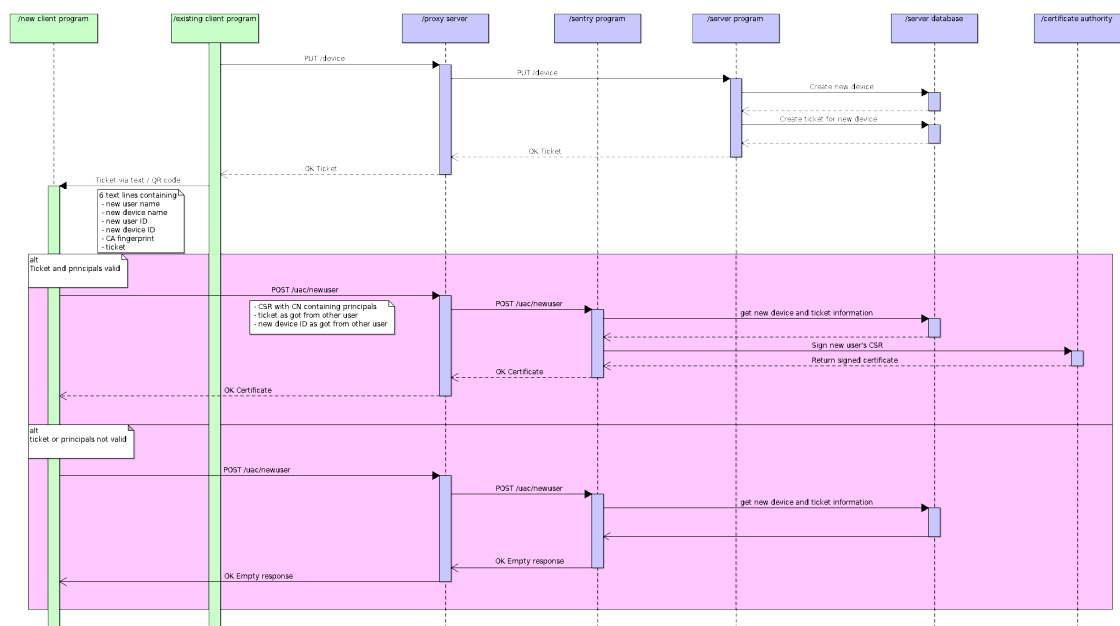 /new client program
/existing client program
/proxy server
/sentry program
/server program
/server database
/certificate authority
PUT /device
PUT /device
Create new device
Create ticket for new device
OK Ticket
OK Ticket
Ticket via text / QR code
6 text lines containing
- new user name
- new device name
- new user ID
- new device ID
- CA fingerprint
- ticket
alt
Ticket and principals valid
POST /uac/newuser
- CSR with CN containing principals
- ticket as got from other user
- new device ID as got from other user
POST /uac/newuser
get new device and ticket information
Sign new user's CSR
Return signed certificate
OK Certificate
OK Certificate
alt
ticket or principals not valid
POST /uac/newuser
POST /uac/newuser
get new device and ticket information
OK Empty response
OK Empty response